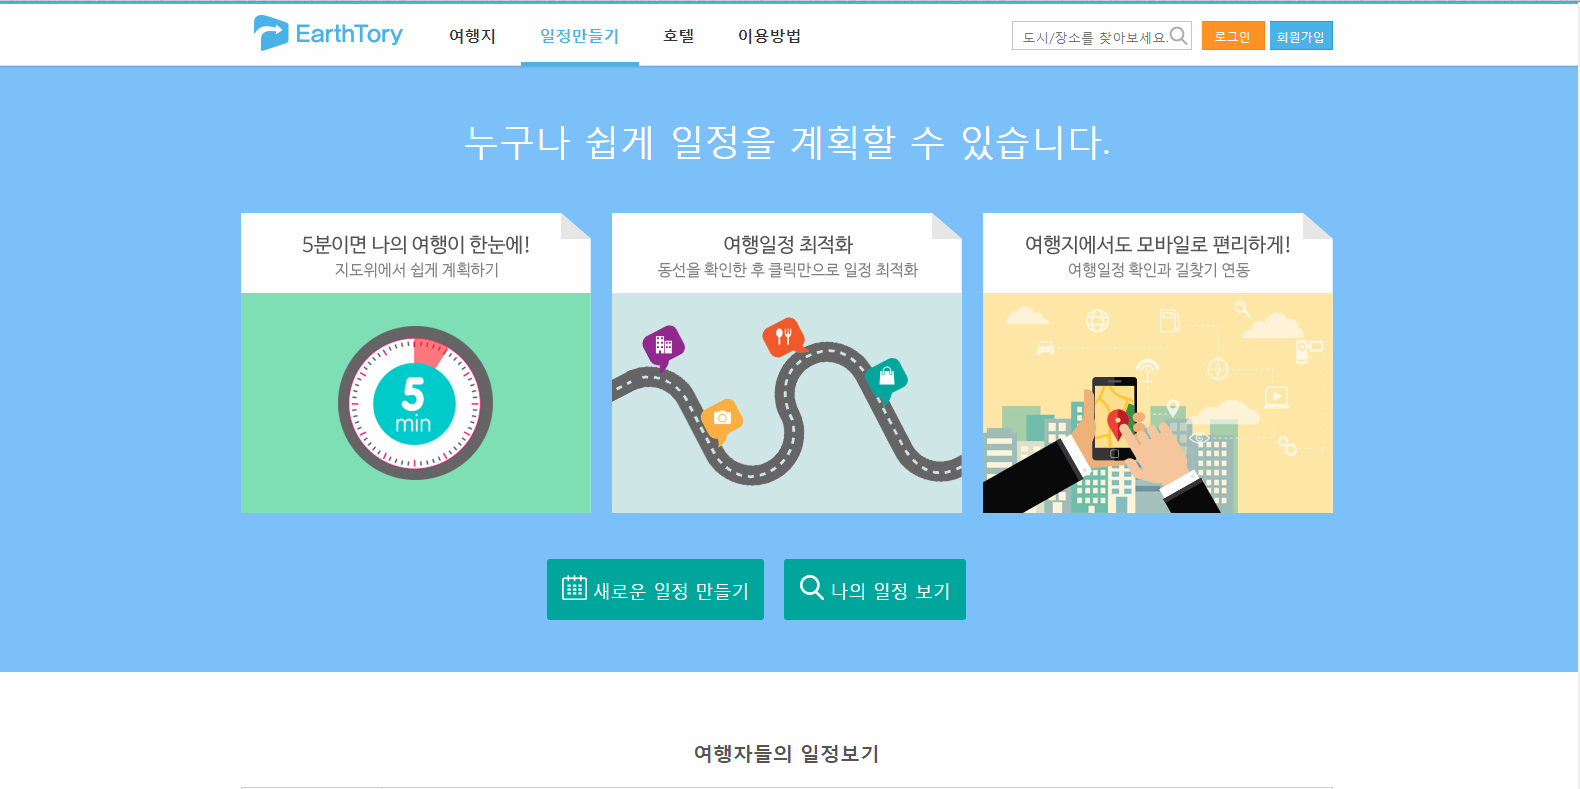 EarthTory
여행지
일정만들기
호텔
이용방법
도시/장소를 찾아보세요.
로그인
회원가입
누구나 쉽게 일정을 계획할 수 있습니다.
5분이면 나의 여행이 한눈에!
지도위에서 쉽게 계획하기
5
min
여행일정 최적화
동선을 확인한 후 클릭만으로 일정 최적화
여행지에서도 모바일로 편리하게!
여행일정 확인과 길찾기 연동
새로운 일정 만들기
나의 일정 보기
여행자들의 일정보기